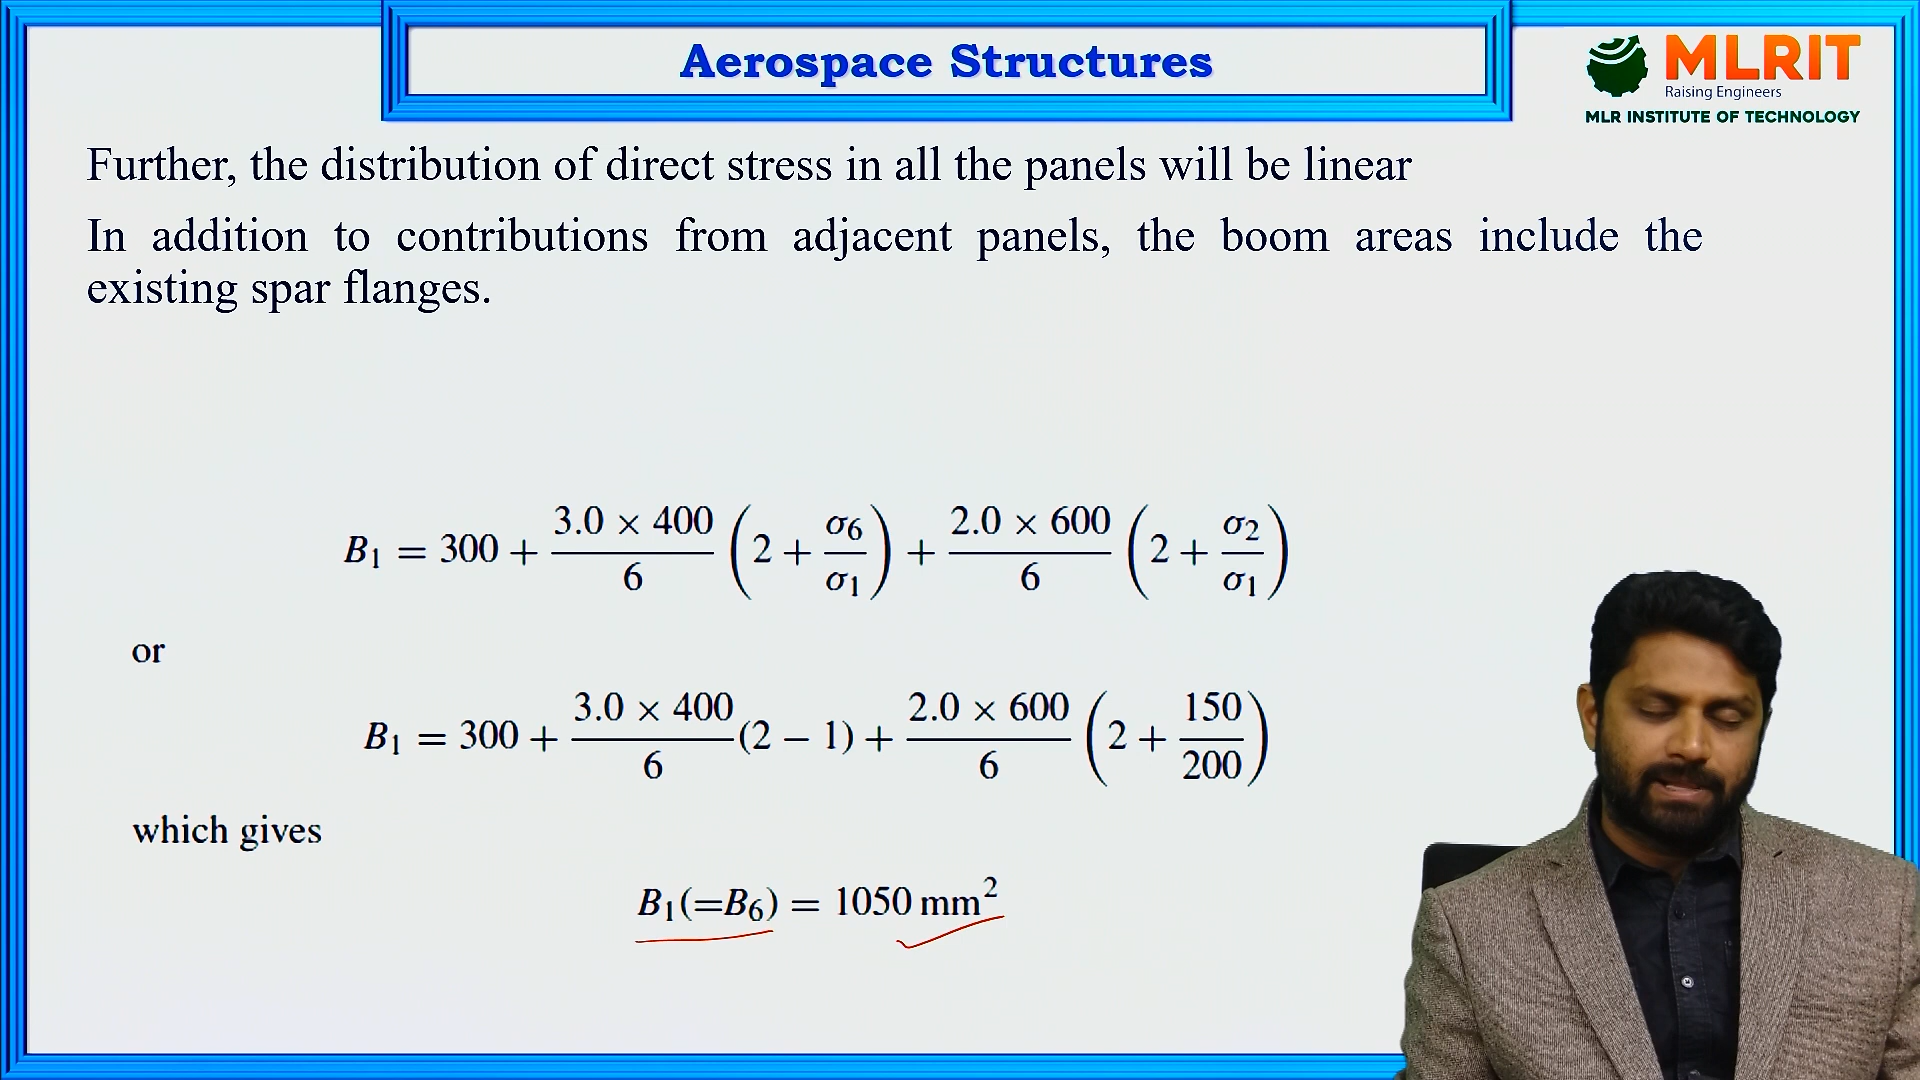 Aerospace Structures
MLRIT
Raising Engineers
MLR INSTITUTE OF TECHNOLOGY
Further, the distribution of direct stress in all the panels will be linear
In addition to contributions from adjacent panels, the boom areas include the
existing spar flanges.
B₁ = 300 + (3.0 × 400)/6 (2 + σ₆/σ₁) + (2.0 × 600)/6 (2 + σ₂/σ₁)
or
B₁ = 300 + (3.0 × 400)/6 (2 − 1) + (2.0 × 600)/6 (2 + 150/200)
which gives
B₁(=B₆) = 1050 mm²